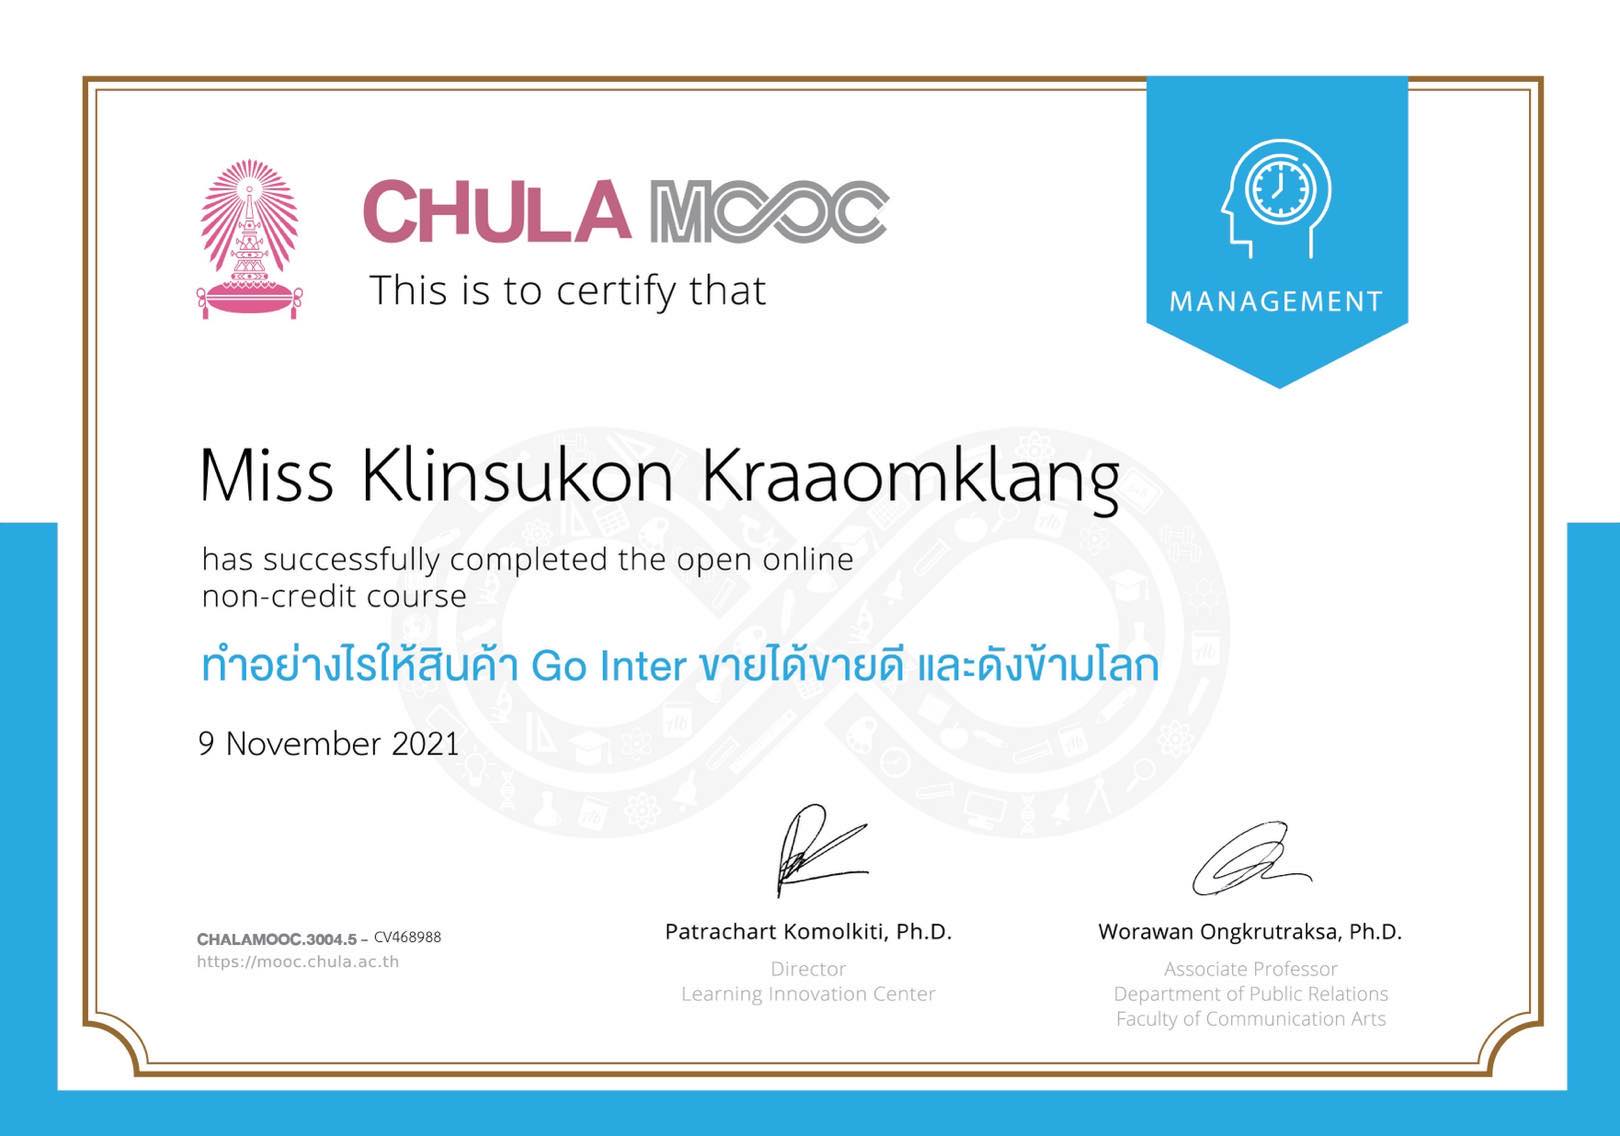 CHULA MOOC
This is to certify that
MANAGEMENT
Miss Klinsukon Kraaomklang
has successfully completed the open online
non-credit course
ทำอย่างไรให้สินค้า Go Inter ขายได้ขายดี และดังข้ามโลก
9 November 2021
CHALAMOOC.3004.5 - CV468988
https://mooc.chula.ac.th
Patrachart Komolkiti, Ph.D.
Director
Learning Innovation Center
Worawan Ongkrutraksa, Ph.D.
Associate Professor
Department of Public Relations
Faculty of Communication Arts